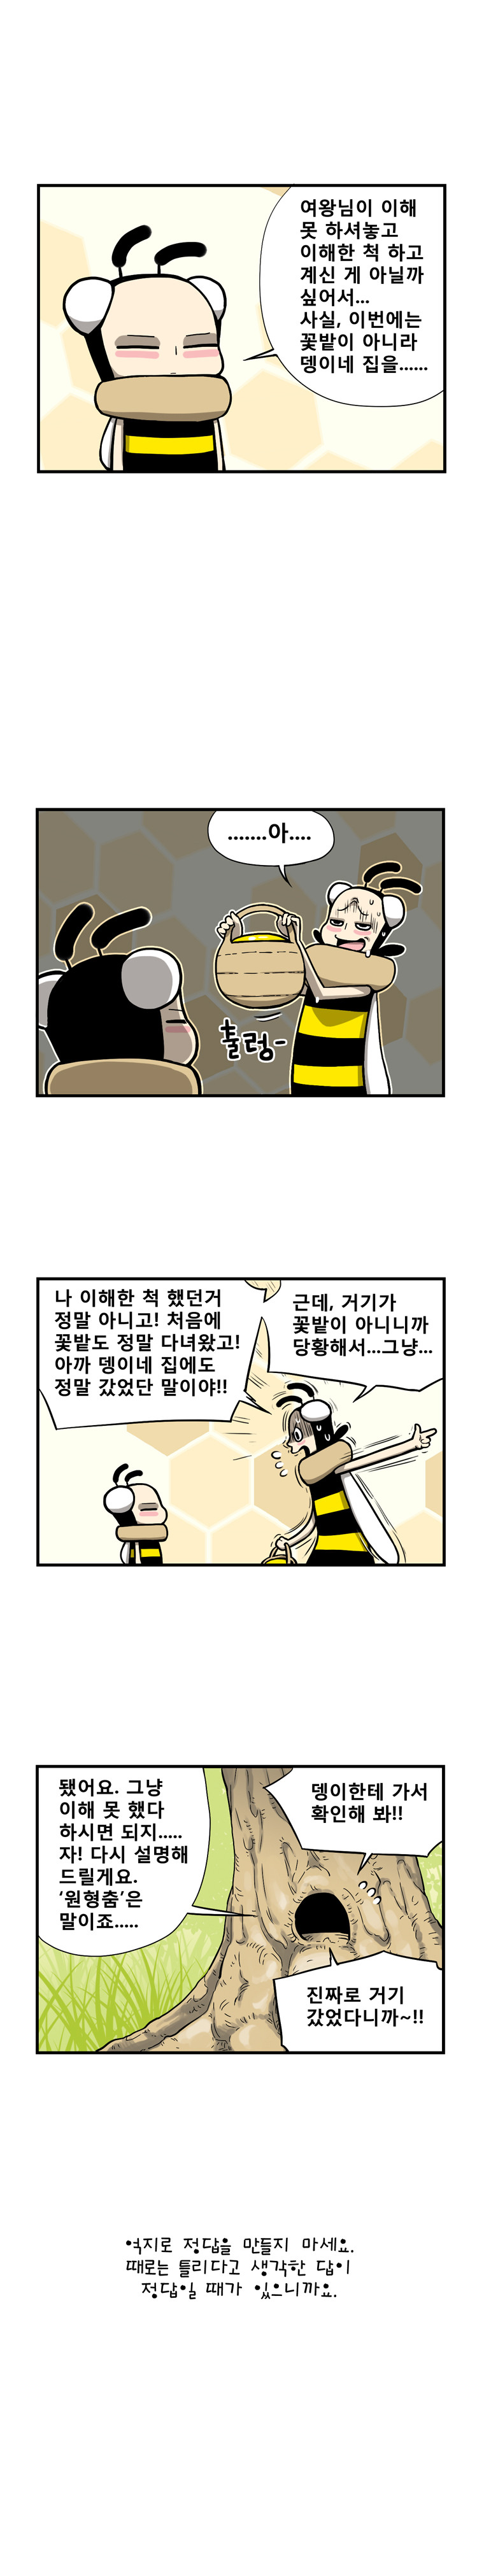 여왕님이 이해
못 하셔놓고
이해한 척 하고
계신 게 아닐까
싶어서...
사실, 이번에는
꽃밭이 아니라
뎅이네 집을......
.......아....
출렁-
나 이해한 척 했던거
정말 아니고! 처음에
꽃밭도 정말 다녀왔고!
아까 뎅이네 집에도
정말 갔었단 말이야!!
근데, 거기가
꽃밭이 아니니까
당황해서...그냥...
됐어요. 그냥
이해 못 했다
하시면 되지.....
자! 다시 설명해
드릴게요.
‘원형춤’은
말이죠.....
뎅이한테 가서
확인해 봐!!
진짜로 거기
갔었다니까~!!
억지로 정답을 만들지 마세요.
때로는 틀리다고 생각한 답이
정답일 때가 있으니까요.